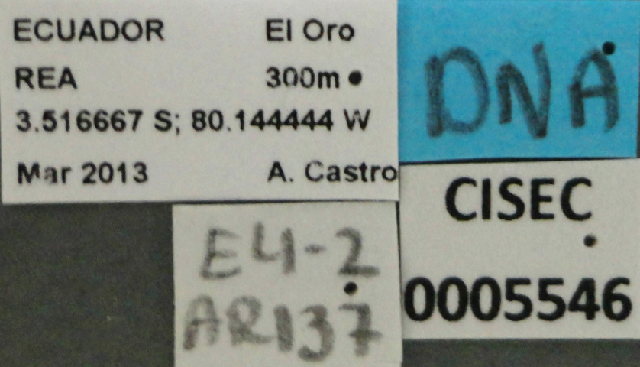 ECUADOR El Oro
REA 300m
3.516667 S; 80.144444 W
Mar 2013 A. Castro
DNA
CISEC
0005546
E4-2
AR137